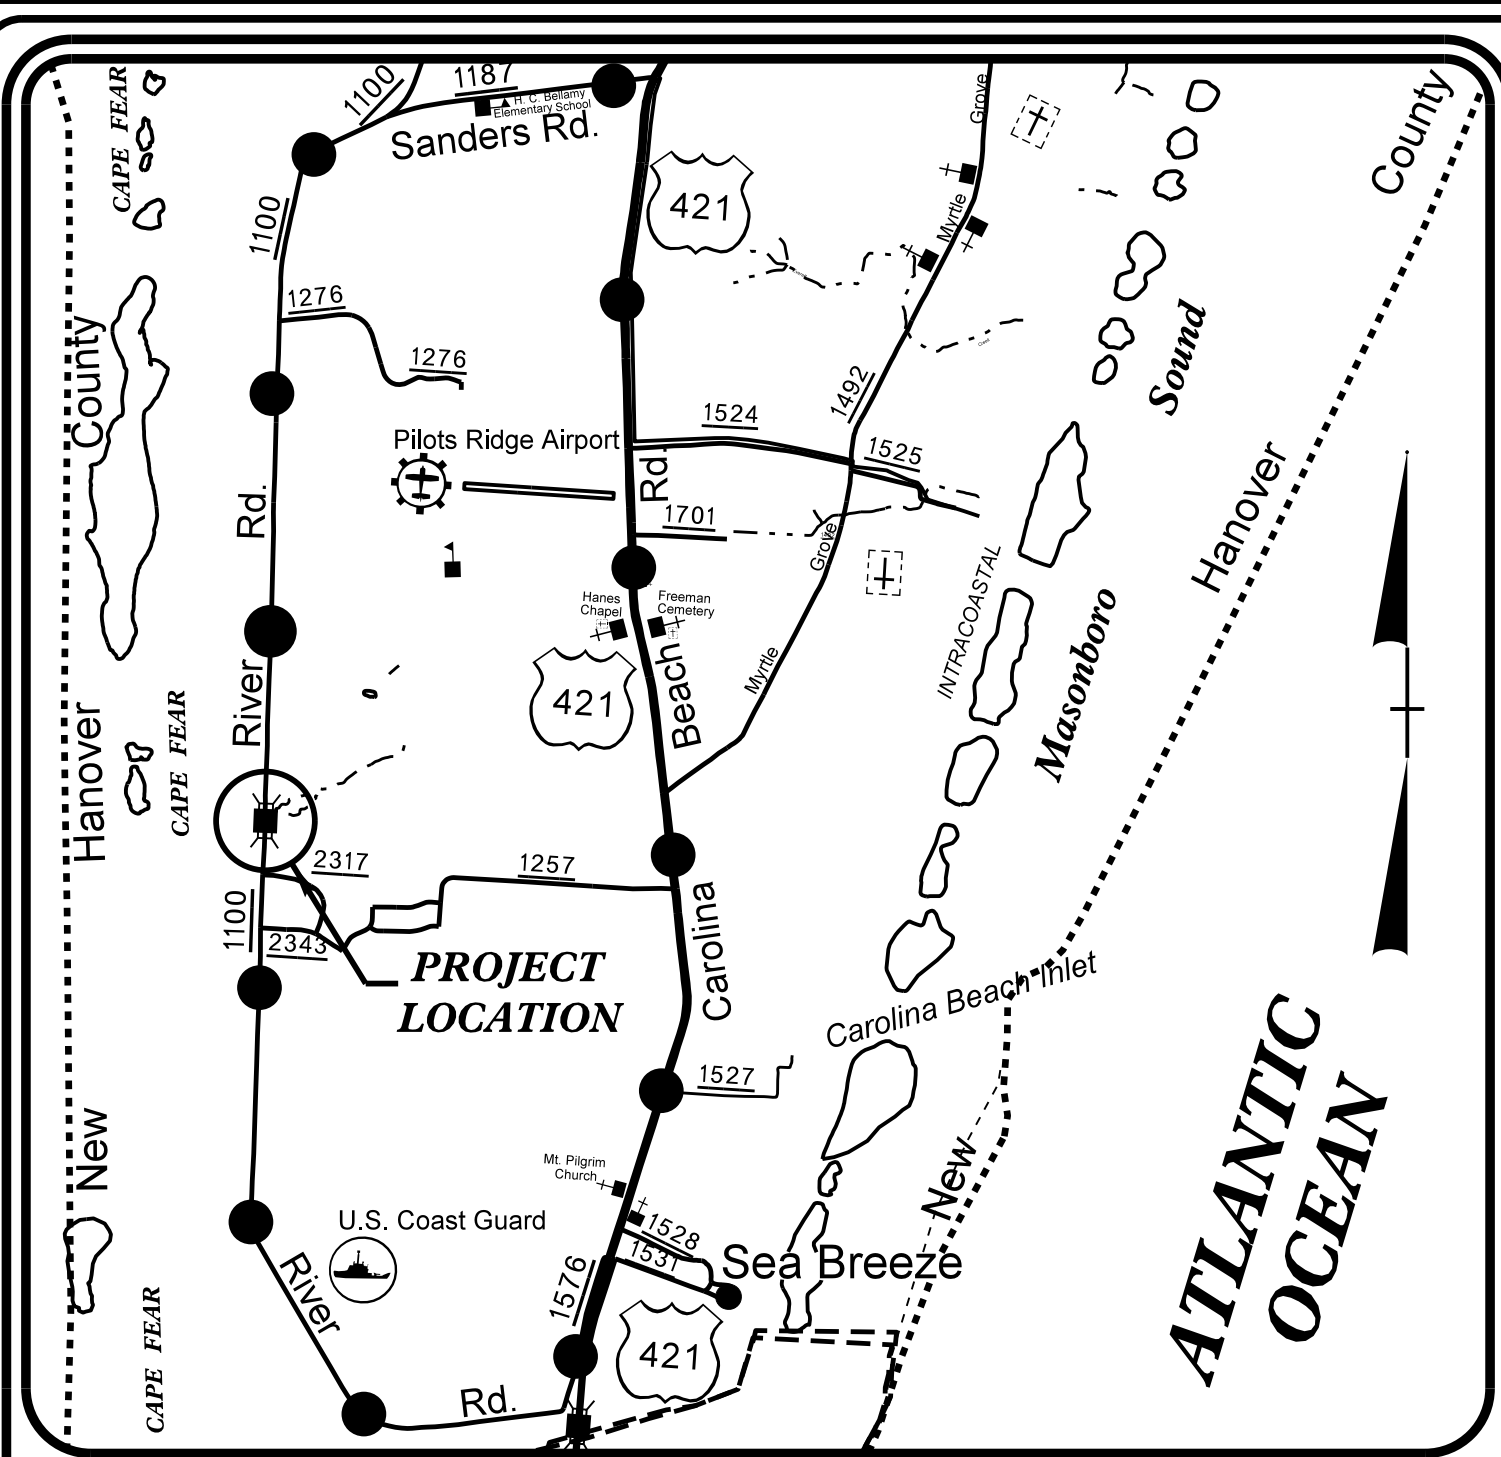 CAPE FEAR
1100
1187
H. C. Bellamy
Elementary School
Sanders Rd.
Grove
County
421
1100
Myrtle
1276
County
1276
Sound
1492
1524
Pilots Ridge Airport
1525
Rd.
Rd.
1701
Grove
Hanover
INTRACOASTAL
Hanes
Chapel
Freeman
Cemetery
Masonboro
Myrtle
Beach
421
River
Hanover
CAPE FEAR
2317
1257
1100
2343
Carolina
PROJECT
LOCATION
Carolina Beach Inlet
1527
ATLANTIC
OCEAN
New
New
Mt. Pilgrim
Church
U.S. Coast Guard
1528
1531
Sea Breeze
River
1576
421
CAPE FEAR
Rd.